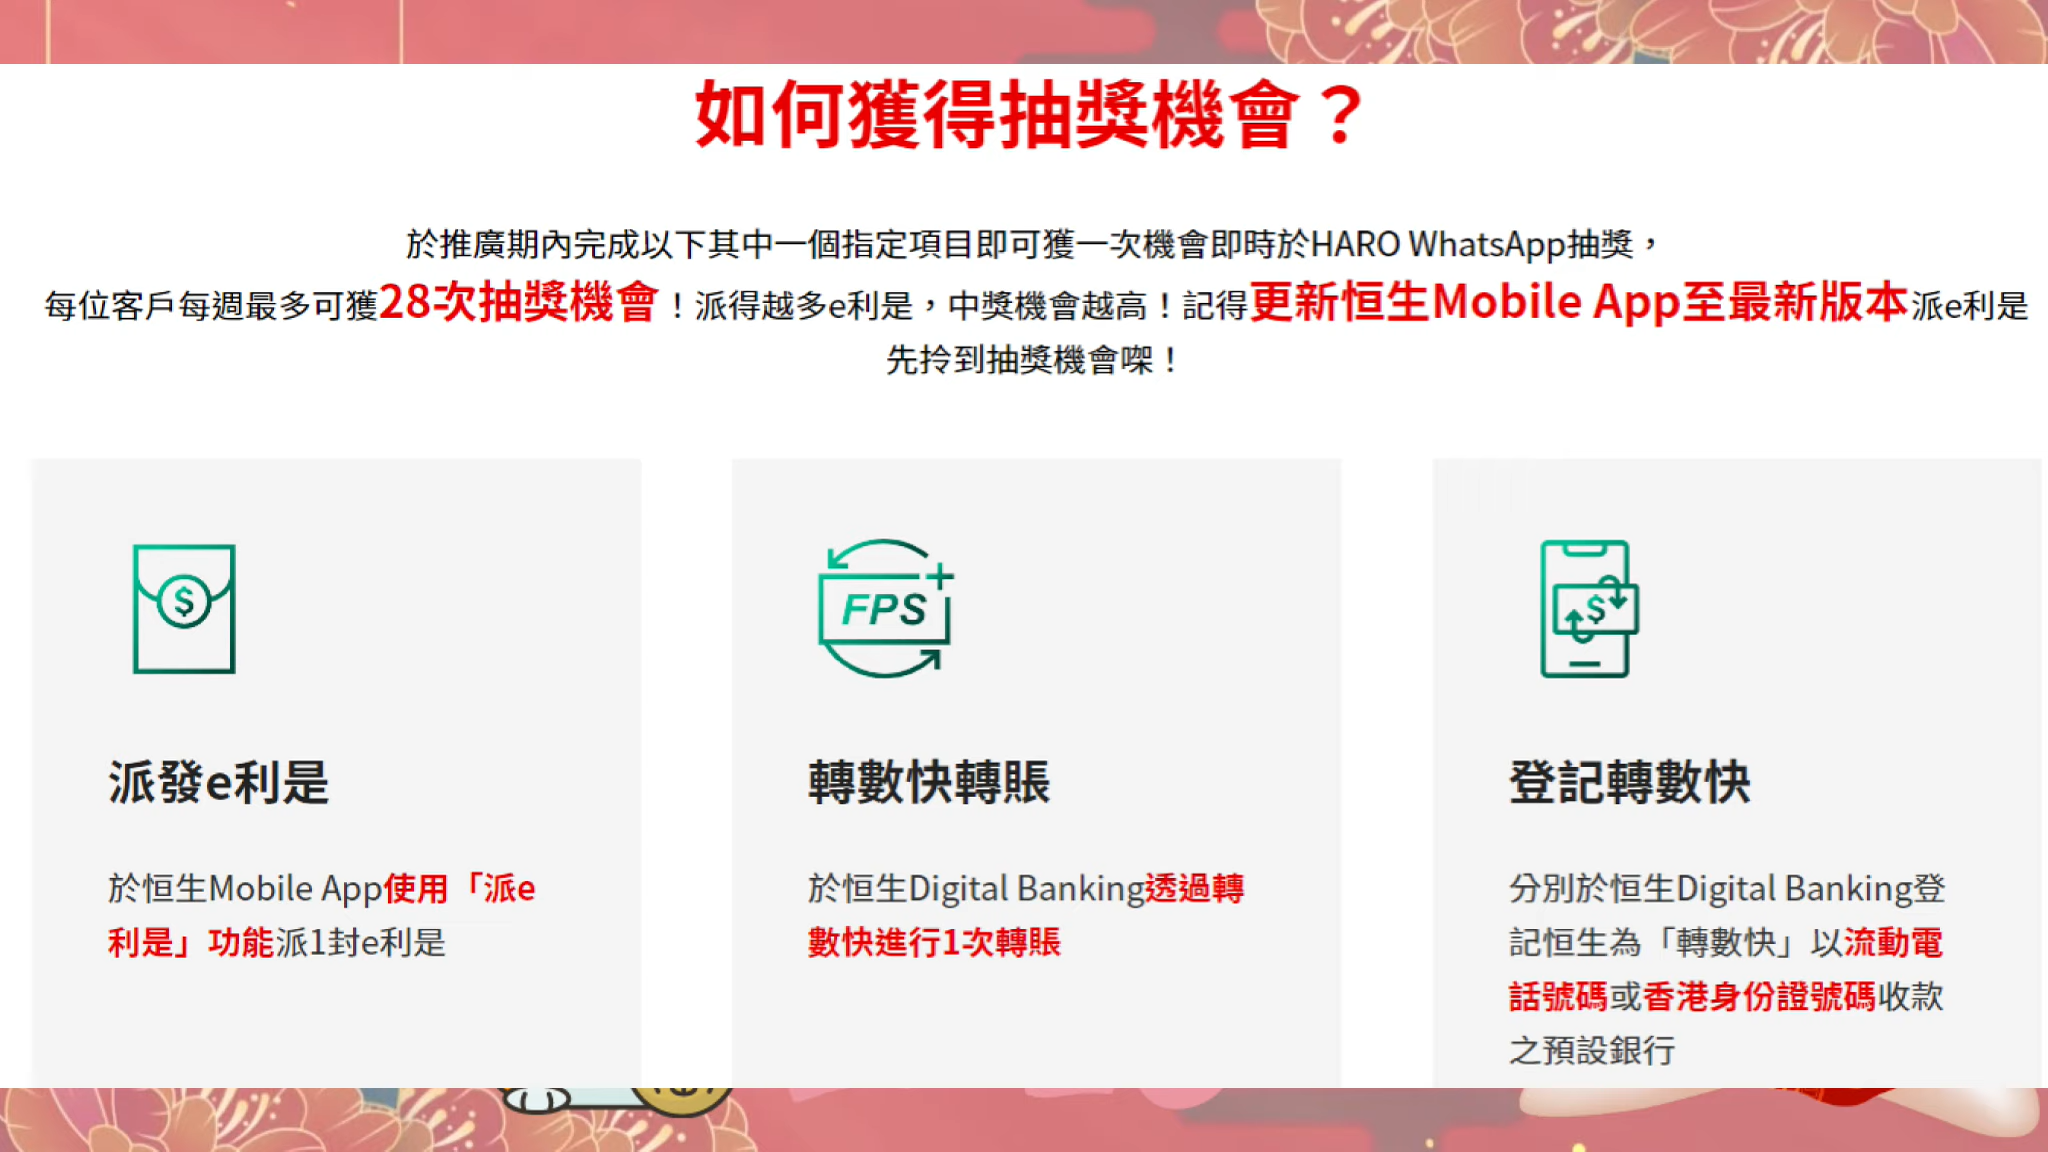 如何獲得抽獎機會？
於推廣期內完成以下其中一個指定項目即可獲一次機會即時於HARO WhatsApp抽獎，
每位客戶每週最多可獲28次抽獎機會！派得越多e利是，中獎機會越高！記得更新恒生Mobile App至最新版本派e利是
先拎到抽獎機會㗎！
$
派發e利是
於恒生Mobile App使用「派e
利是」功能派1封e利是
FPS
轉數快轉賬
於恒生Digital Banking透過轉
數快進行1次轉賬
$
登記轉數快
分別於恒生Digital Banking登
記恒生為「轉數快」以流動電
話號碼或香港身份證號碼收款
之預設銀行